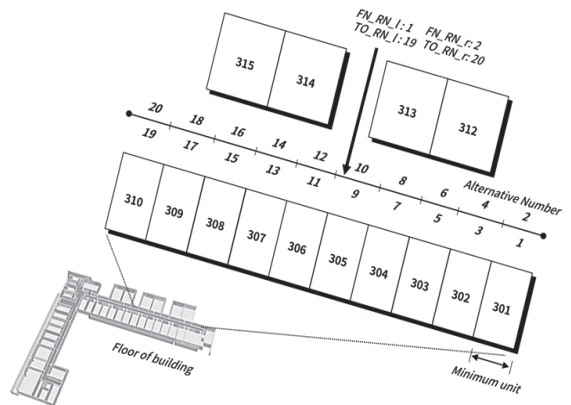 FN_RN_l : 1 FN_RN_r: 2
TO_RN_l : 19 TO_RN_r: 20
315 314
313 312
20 18 16 14 12 10 8 6 4 2
Alternative Number
19 17 15 13 11 9 7 5 3 1
310 309 308 307 306 305 304 303 302 301
Floor of building
Minimum unit